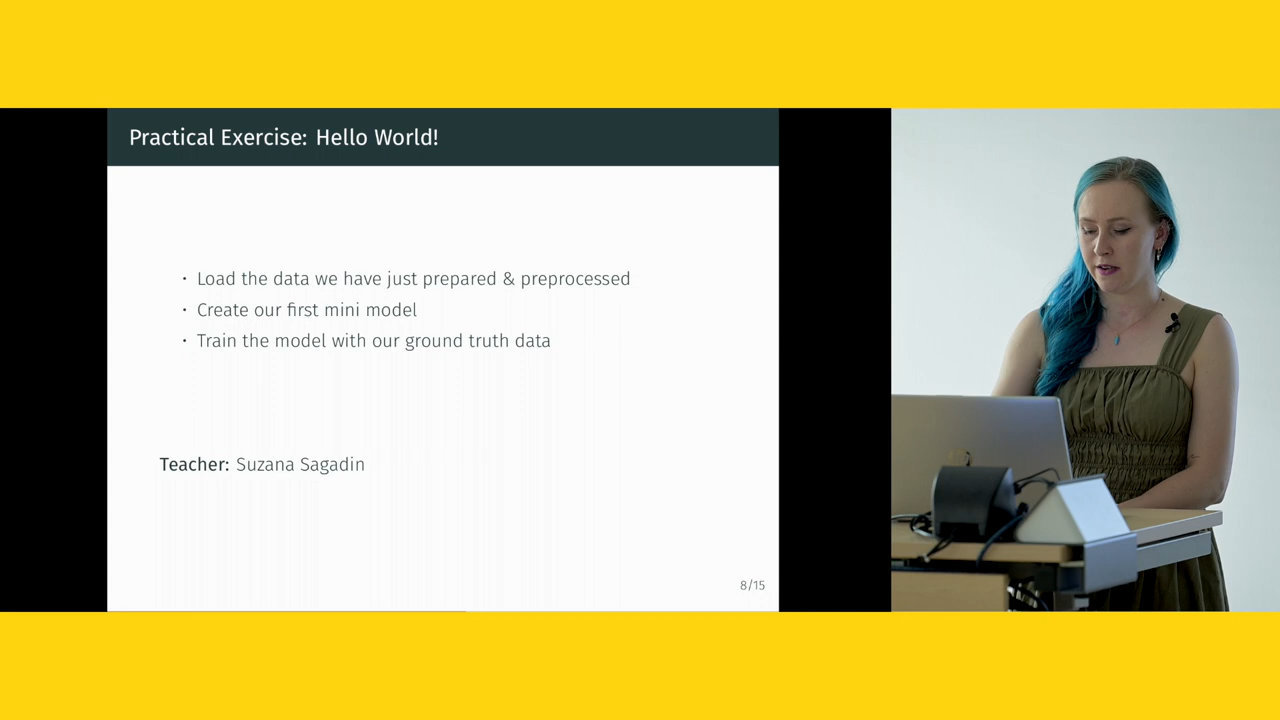 Practical Exercise: Hello World!
· Load the data we have just prepared & preprocessed
· Create our first mini model
· Train the model with our ground truth data
Teacher: Suzana Sagadin
8/15